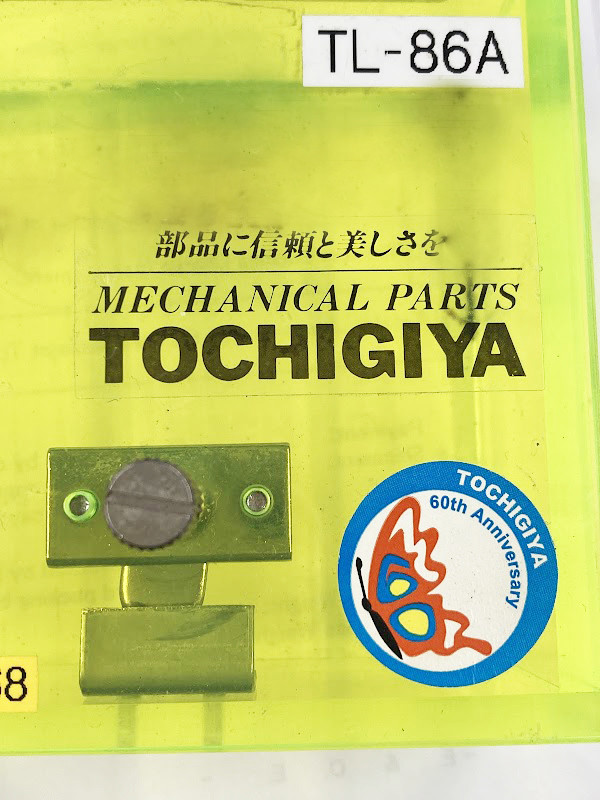 TL-86A
部品に信頼と美しさを
MECHANICAL PARTS
TOCHIGIYA
TOCHIGIYA
60th Anniversary